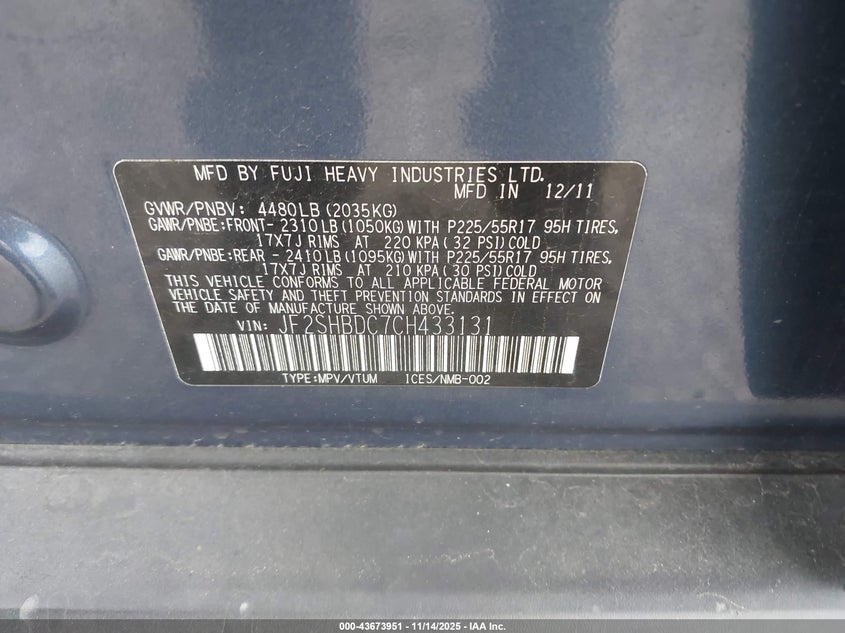 MFD BY FUJI HEAVY INDUSTRIES LTD.
MFD IN 12/11
GVWR/PNBV: 4480LB (2035KG)
GAWR/PNBE:FRONT- 2310LB (1050KG) WITH P225/55R17 95H TIRES,
17X7J RIMS AT 220 KPA (32 PSI) COLD
GAWR/PNBE:REAR - 2410LB (1095KG) WITH P225/55R17 95H TIRES,
17X7J RIMS AT 210 KPA (30 PSI) COLD
THIS VEHICLE CONFORMS TO ALL APPLICABLE FEDERAL MOTOR
VEHICLE SAFETY AND THEFT PREVENTION STANDARDS IN EFFECT ON
THE DATE OF MANUFACTURE SHOWN ABOVE.
VIN: JF2SHBDC7CH433131
TYPE:MPV/VTUM ICES/NMB-002
000-43673951 - 11/14/2025 - IAA Inc.